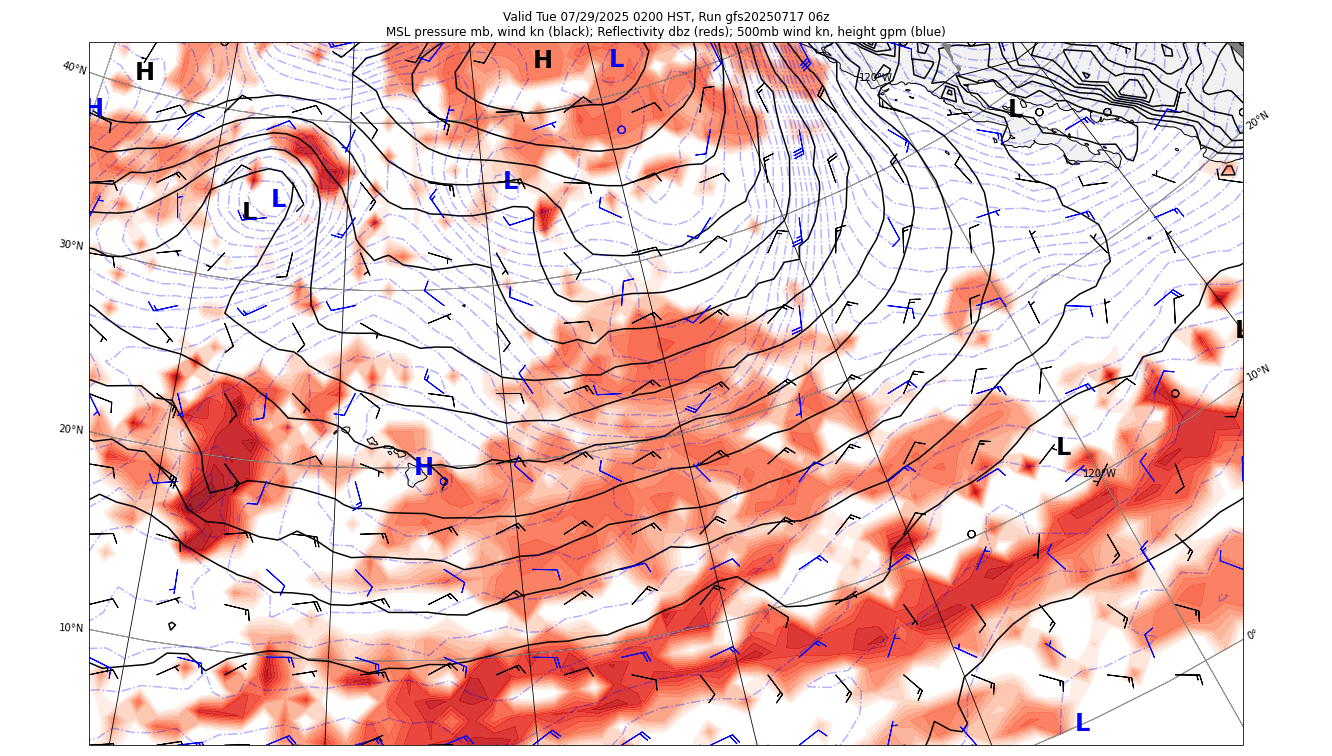 Valid Tue 07/29/2025 0200 HST, Run gfs20250717 06z
MSL pressure mb, wind kn (black); Reflectivity dbz (reds); 500mb wind kn, height gpm (blue)
40°N
H
H
L
120°W
H
L
20°N
30°N
L
L
L
L
10°N
20°N
H
L
120°W
10°N
0°
L